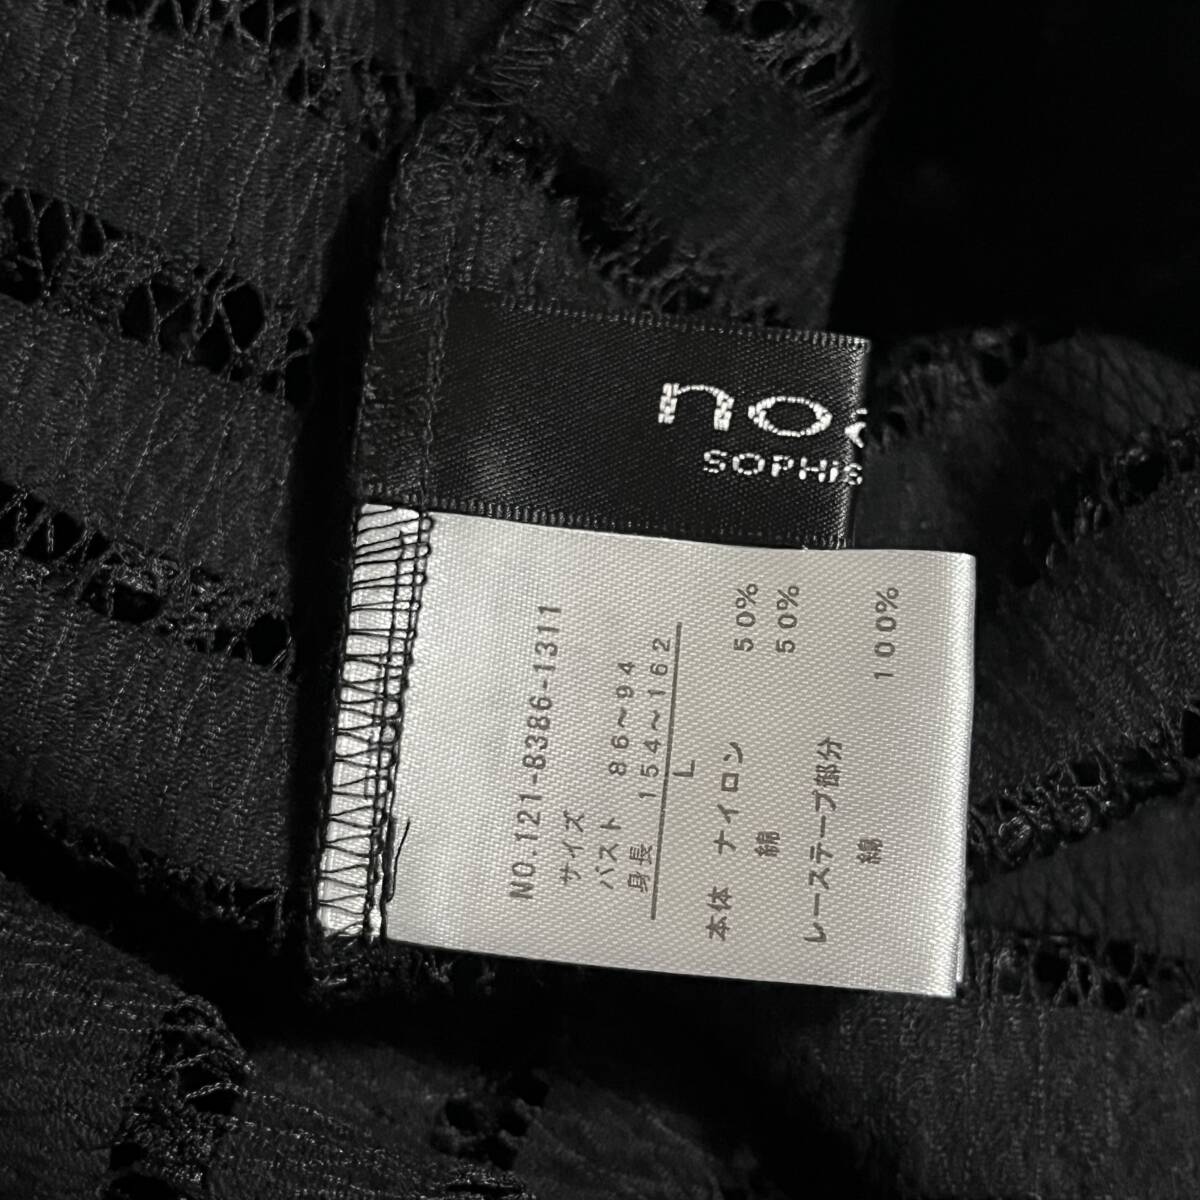 SOPHIS
NO.121-8386-1311
サイズ
バスト 86～94
身長 154～162
L
本体 ナイロン 50%
綿 50%
レーステープ部分
綿 100%